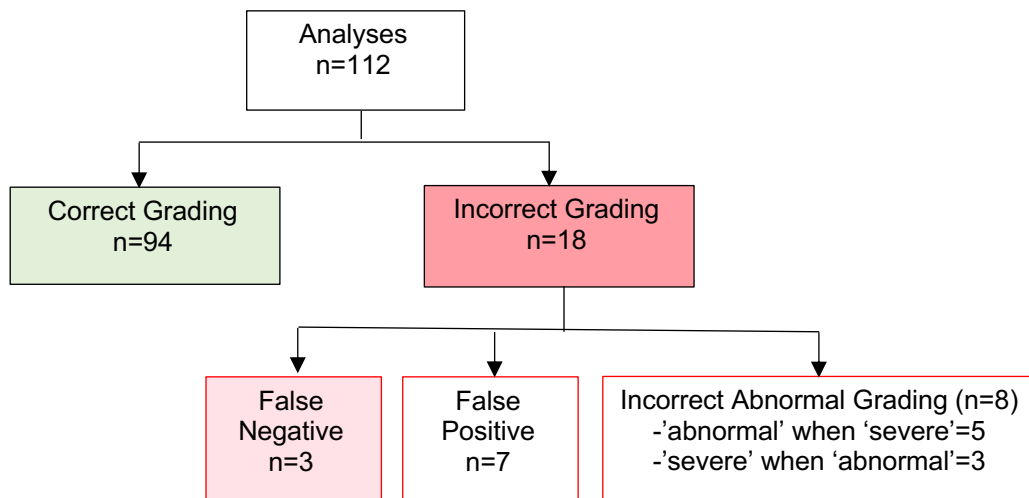 Analyses
n=112
Correct Grading
n=94
Incorrect Grading
n=18
False
Negative
n=3
False
Positive
n=7
Incorrect Abnormal Grading (n=8)
-’abnormal’ when ‘severe’=5
-’severe’ when ‘abnormal’=3